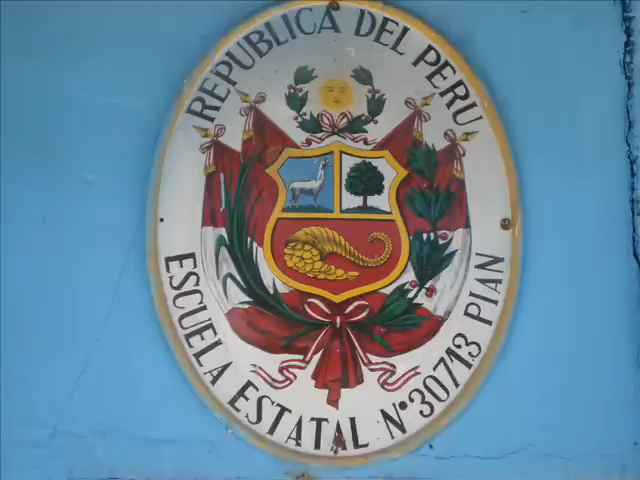 REPUBLICA DEL PERU
ESCUELA ESTATAL N° 30713 PIAN